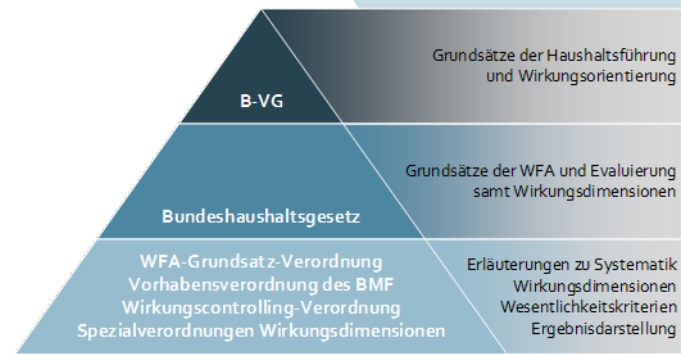 B-VG
Grundsätze der Haushaltsführung
und Wirkungsorientierung
Bundeshaushaltsgesetz
Grundsätze der WFA und Evaluierung
samt Wirkungsdimensionen
WFA-Grundsatz-Verordnung
Vorhabensverordnung des BMF
Wirkungscontrolling-Verordnung
Spezialverordnungen Wirkungsdimensionen
Erläuterungen zu Systematik
Wirkungsdimensionen
Wesentlichkeitskriterien
Ergebnisdarstellung